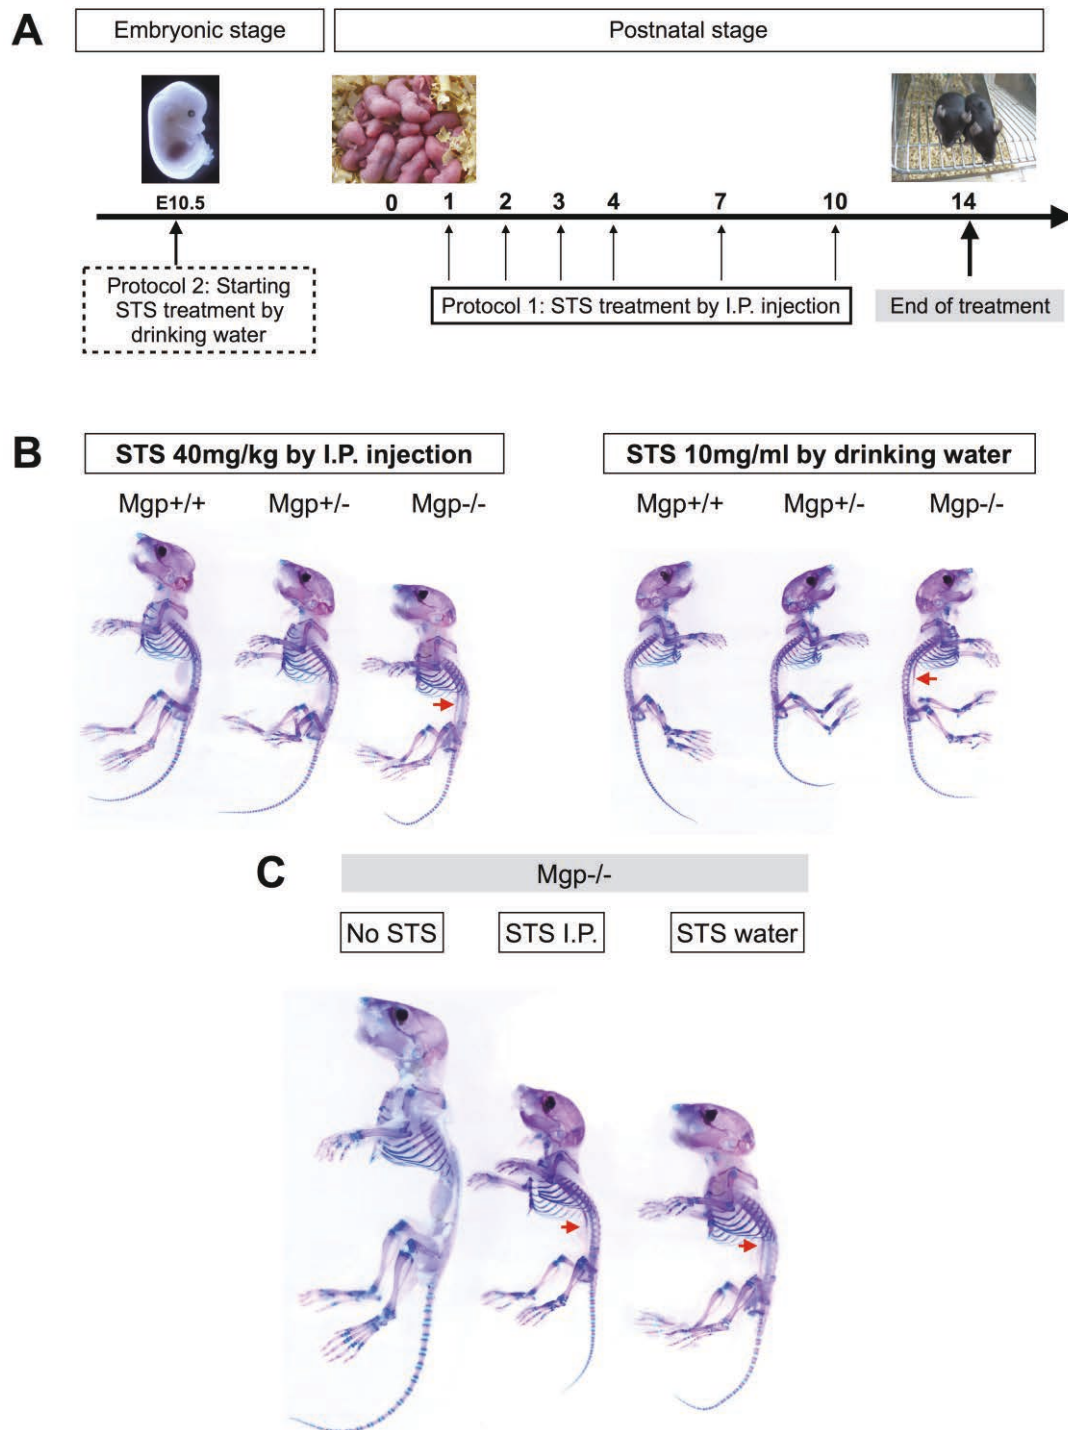 A
Embryonic stage
Postnatal stage
E10.5
0
1
2
3
4
7
10
14
Protocol 2: Starting
STS treatment by
drinking water
Protocol 1: STS treatment by I.P. injection
End of treatment
B
STS 40mg/kg by I.P. injection
STS 10mg/ml by drinking water
Mgp+/+
Mgp+/-
Mgp-/-
Mgp+/+
Mgp+/-
Mgp-/-
C
Mgp-/-
No STS
STS I.P.
STS water